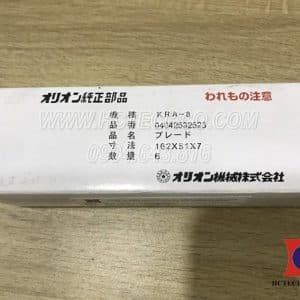 オリオン純正部品
われもの注意
機種 KRA-8
品術 04042532020
品名 ブレード
寸法 162X51X7
数量 6
オリオン機械株式会社